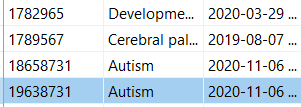 1782965 Developme... 2020-03-29
1789567 Cerebral pal... 2019-08-07
18658731 Autism 2020-11-06
19638731 Autism 2020-11-06